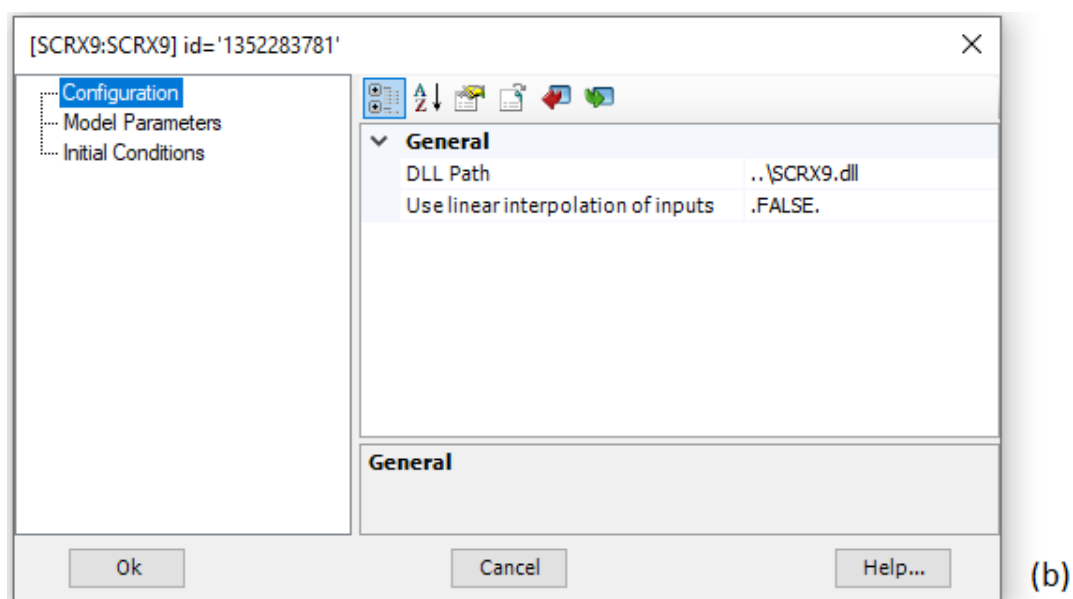 [SCRX9:SCRX9] id='1352283781'
Configuration
Model Parameters
Initial Conditions
General
DLL Path ..\SCRX9.dll
Use linear interpolation of inputs .FALSE.
General
Ok Cancel Help...
(b)